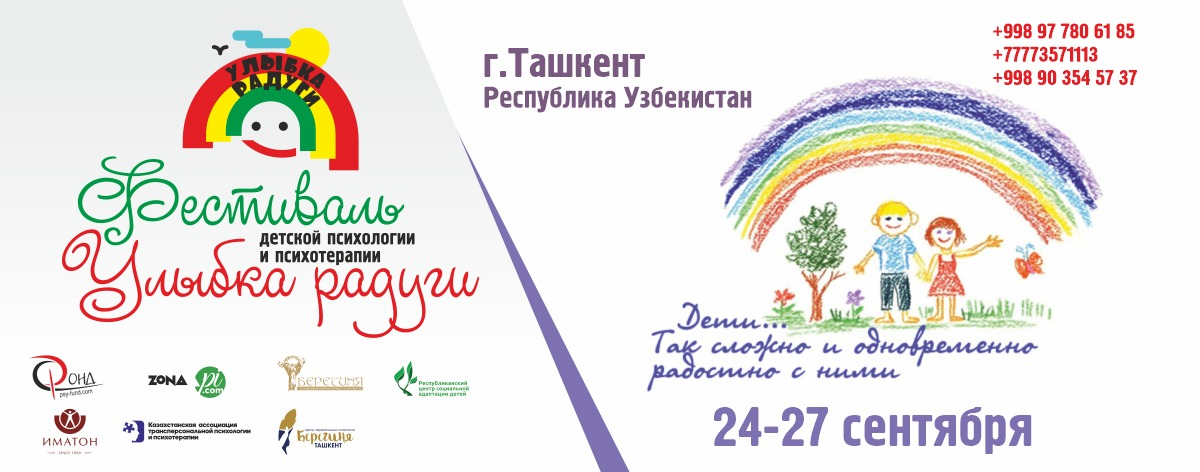 УЛЫБКА
РАДУГИ
Фестиваль
детской психологии
и психотерапии
Улыбка радуги
Фонд
psy-fund.com
ZONA
pi
.com
БЕРЕГИНЯ
Республиканский
центр социальной
адаптации детей
ИМАТОН
SINCE 1990
Казахстанская ассоциация
трансперсональной психологии
и психотерапии
Берегиня
ТАШКЕНТ
г.Ташкент
Республика Узбекистан
+998 97 780 61 85
+77773571113
+998 90 354 57 37
Дети...
Так сложно и одновременно
радостно с ними
24-27 сентября